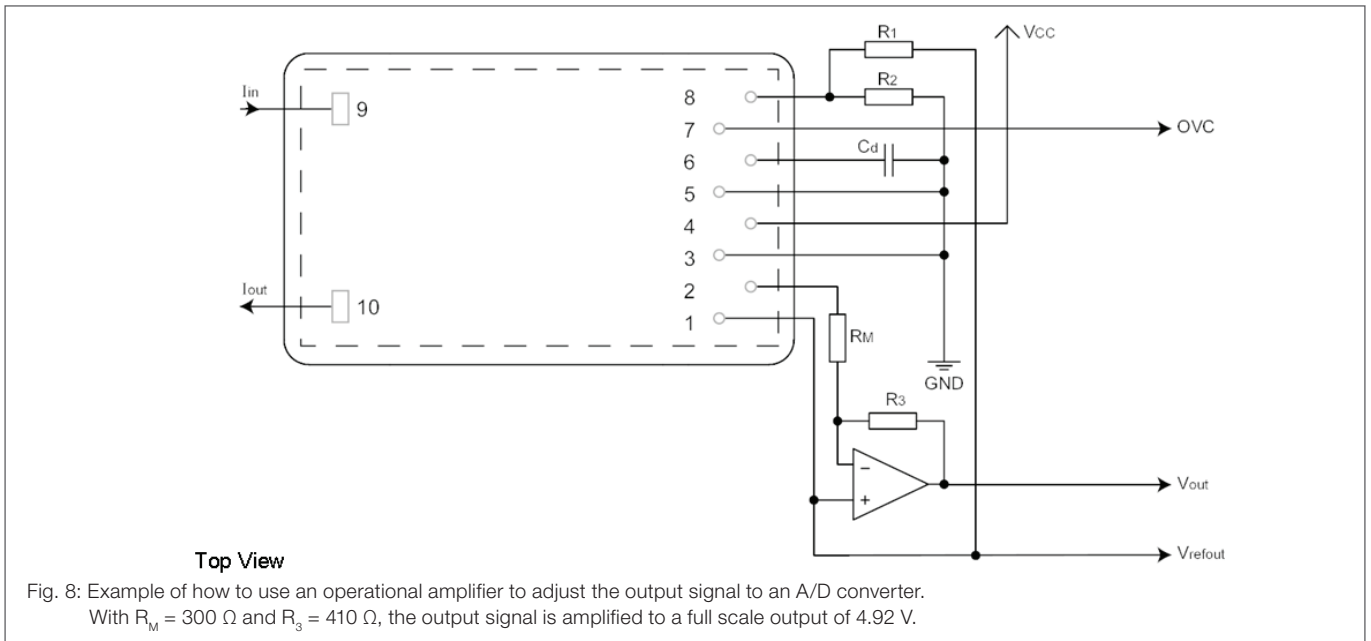 R1
VCC
R2
Iin
8
9
7
OVC
Cd
6
5
4
3
2
Iout
10
1
RM
GND
R3
−
Vout
+
Vrefout
Top View
Fig. 8: Example of how to use an operational amplifier to adjust the output signal to an A/D converter.
With RM = 300 Ω and R3 = 410 Ω, the output signal is amplified to a full scale output of 4.92 V.